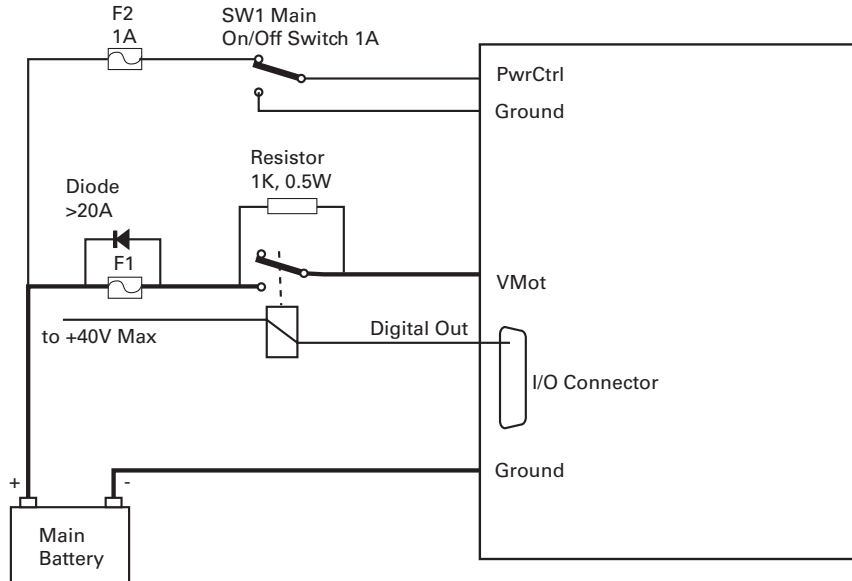 F2
1A
SW1 Main
On/Off Switch 1A
PwrCtrl
Ground
Resistor
1K, 0.5W
Diode
>20A
F1
VMot
to +40V Max
Digital Out
I/O Connector
Ground
+
-
Main
Battery